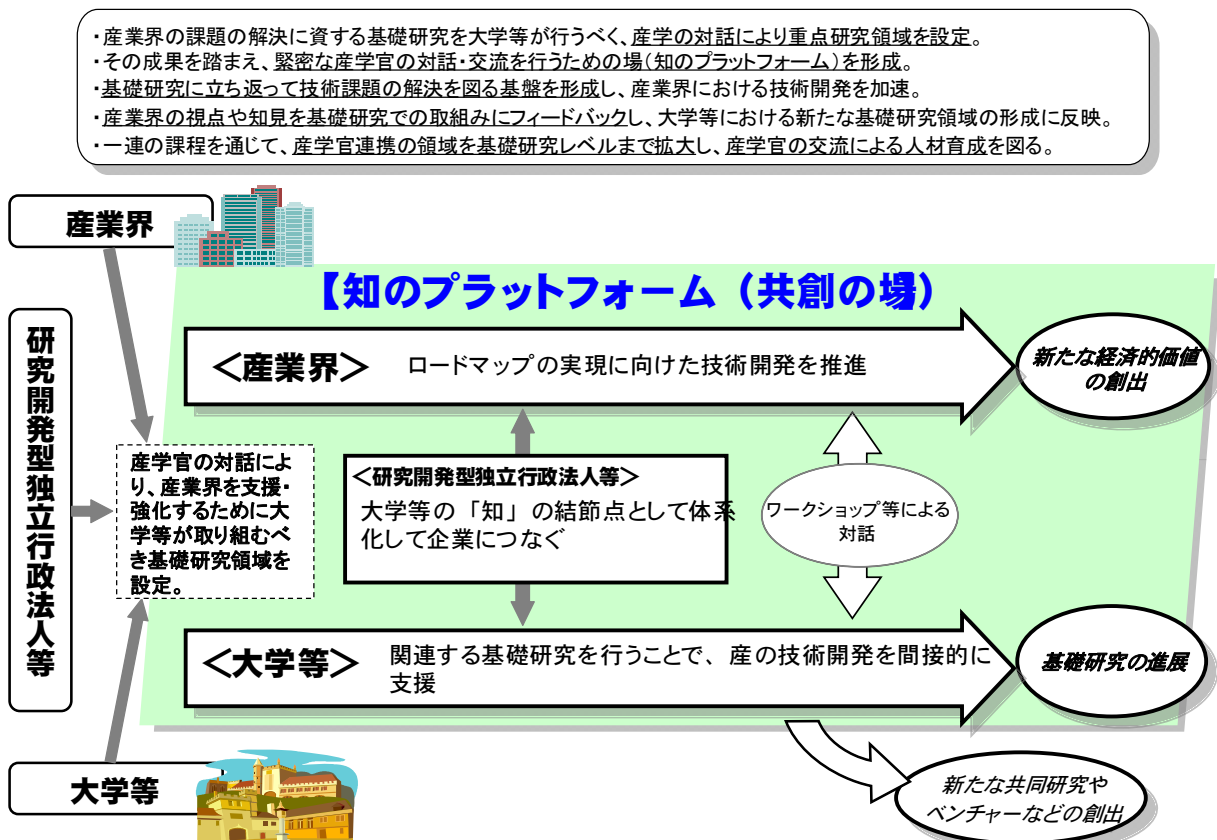 ・産業界の課題の解決に資する基礎研究を大学等が行うべく、産学の対話により重点研究領域を設定。
・その成果を踏まえ、緊密な産学官の対話・交流を行うための場（知のプラットフォーム）を形成。
・基礎研究に立ち返って技術課題の解決を図る基盤を形成し、産業界における技術開発を加速。
・産業界の視点や知見を基礎研究での取組みにフィードバックし、大学等における新たな基礎研究領域の形成に反映。
・一連の課程を通じて、産学官連携の領域を基礎研究レベルまで拡大し、産学官の交流による人材育成を図る。
産業界
【知のプラットフォーム（共創の場）
研究開発型独立行政法人等
＜産業界＞ ロードマップの実現に向けた技術開発を推進
新たな経済的価値
の創出
産学官の対話によ
り、産業界を支援・
強化するために大
学等が取り組むべ
き基礎研究領域を
設定。
＜研究開発型独立行政法人等＞
大学等の「知」の結節点として体系
化して企業につなぐ
ワークショップ等による
対話
＜大学等＞ 関連する基礎研究を行うことで、産の技術開発を間接的に
支援
基礎研究の進展
大学等
新たな共同研究や
ベンチャーなどの創出